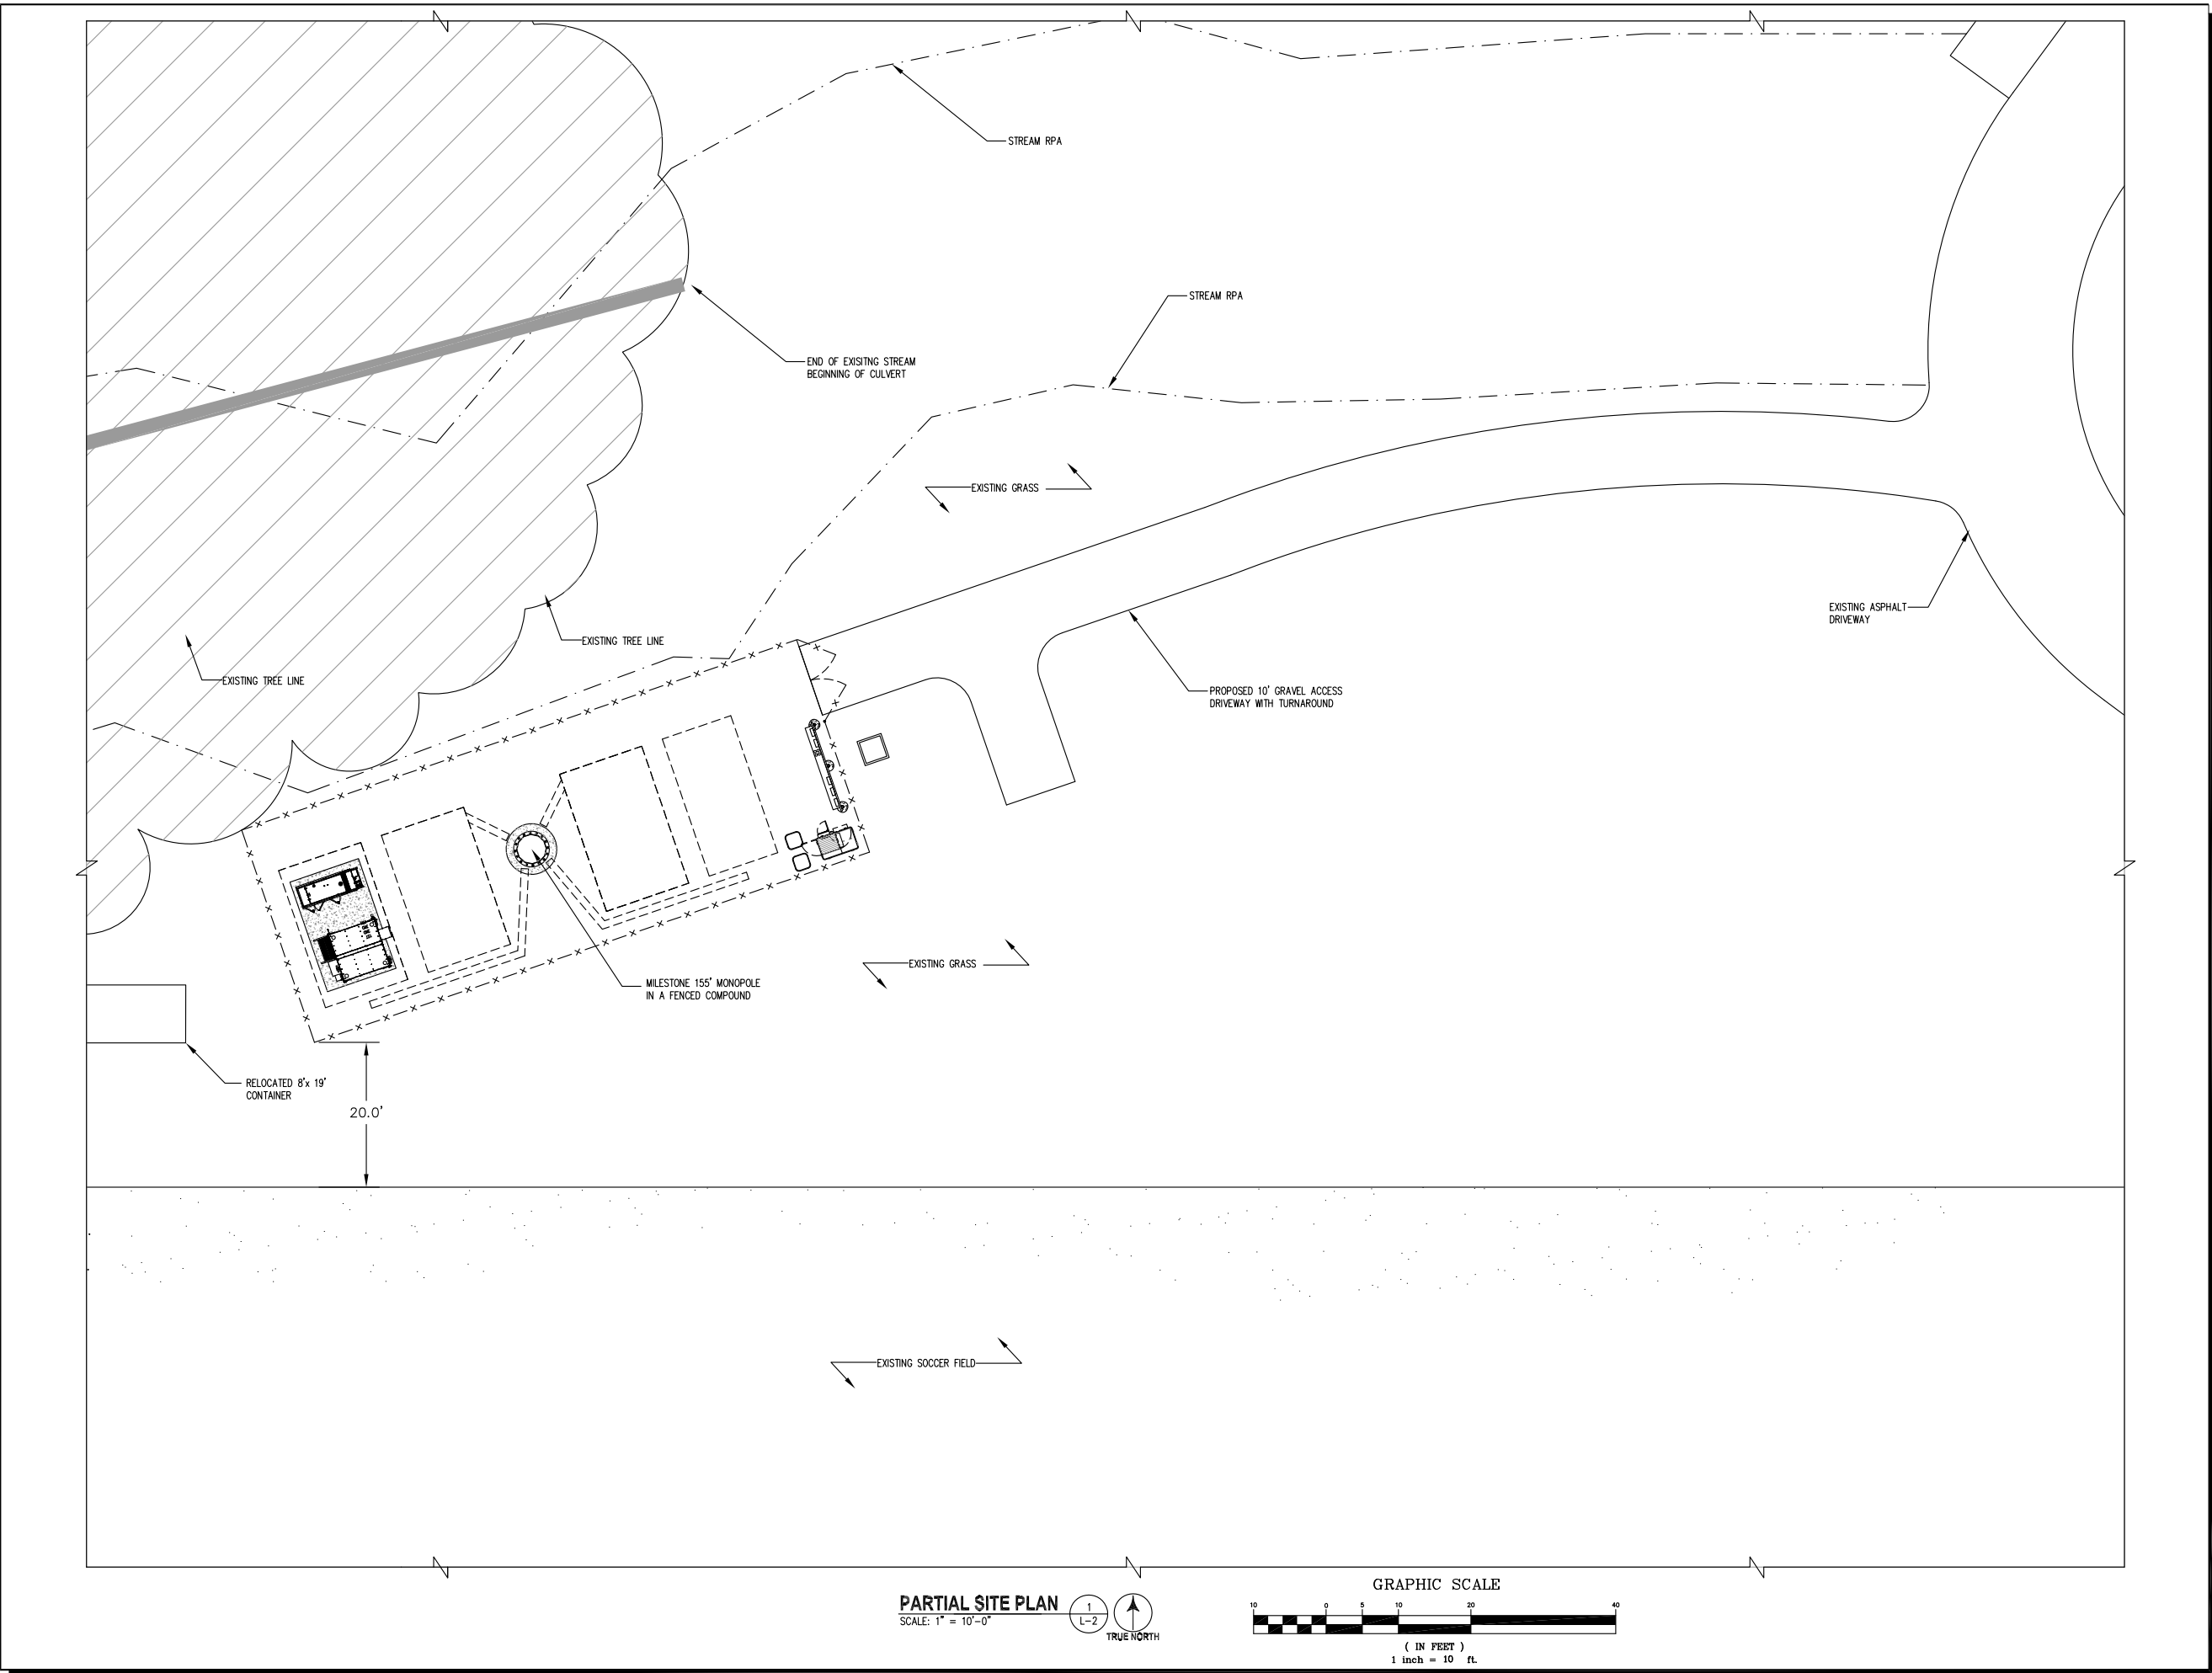 STREAM RPA
STREAM RPA
END OF EXISITNG STREAM
BEGINNING OF CULVERT
EXISTING GRASS
EXISTING ASPHALT
DRIVEWAY
EXISTING TREE LINE
EXISTING TREE LINE
PROPOSED 10' GRAVEL ACCESS
DRIVEWAY WITH TURNAROUND
EXISTING GRASS
MILESTONE 155' MONOPOLE
IN A FENCED COMPOUND
RELOCATED 8'x 19'
CONTAINER
20.0'
EXISTING SOCCER FIELD
PARTIAL SITE PLAN
SCALE: 1" = 10'-0"
1
L-2
TRUE NORTH
GRAPHIC SCALE
10 0 5 10 20 40
( IN FEET )
1 inch = 10 ft.